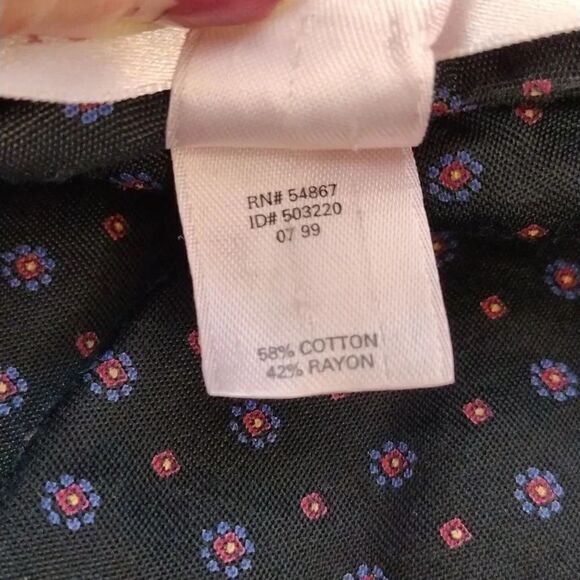 RN# 54867
ID# 503220
07 99
58% COTTON
42% RAYON